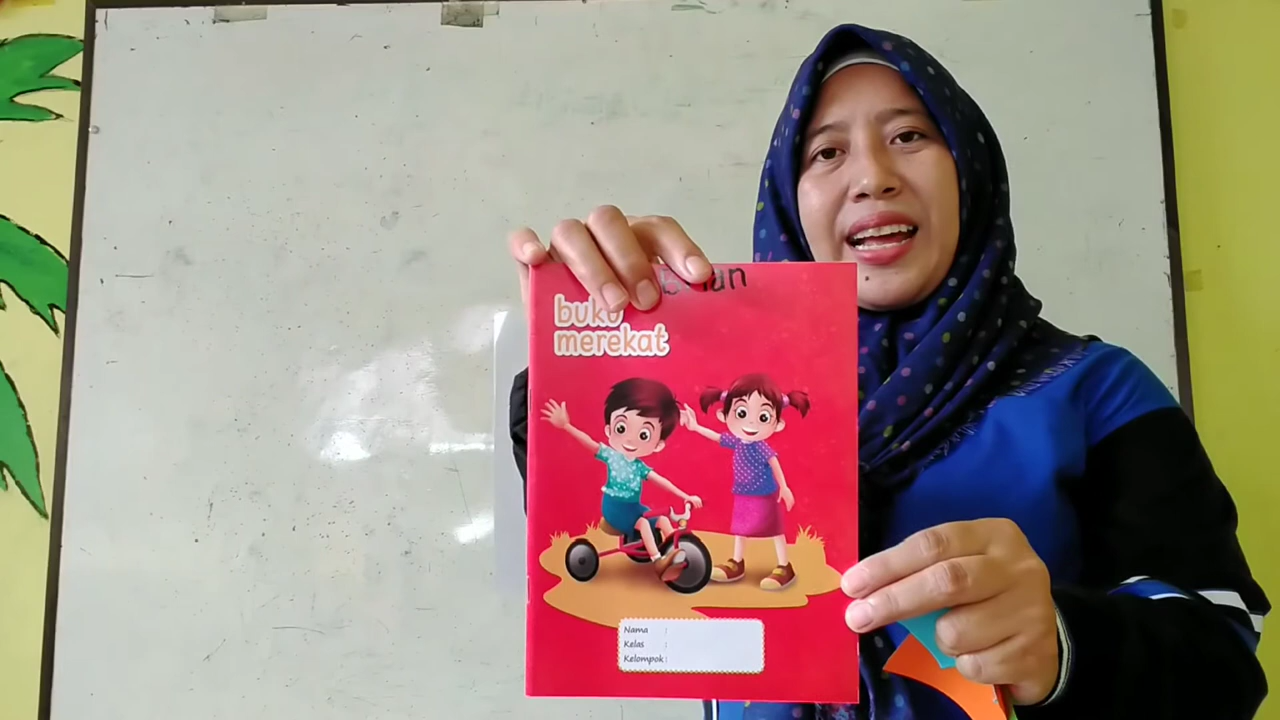 buku
merekat
Nama :
Kelas :
Kelompok :